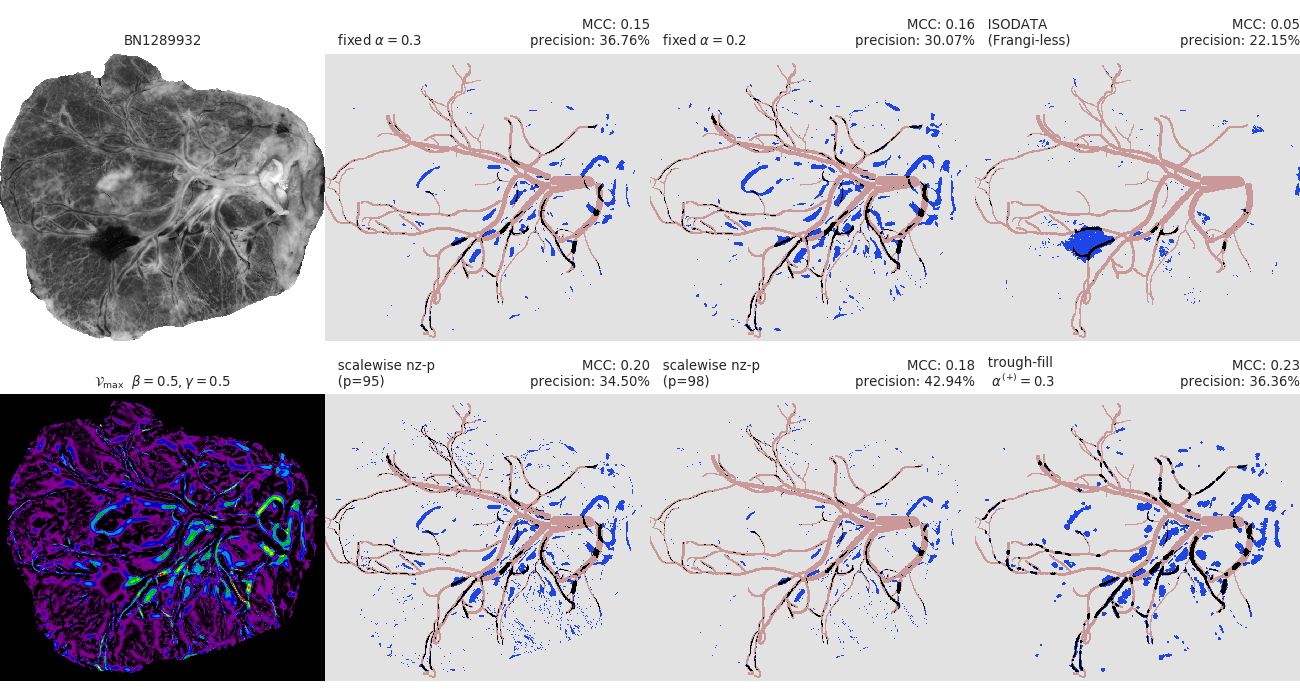 BN1289932
fixed α = 0.3
MCC: 0.15
precision: 36.76%
fixed α = 0.2
MCC: 0.16
precision: 30.07%
ISODATA
(Frangi-less)
MCC: 0.05
precision: 22.15%
𝒱max β = 0.5, γ = 0.5
scalewise nz-p
(p=95)
MCC: 0.20
precision: 34.50%
scalewise nz-p
(p=98)
MCC: 0.18
precision: 42.94%
trough-fill
α(+) = 0.3
MCC: 0.23
precision: 36.36%